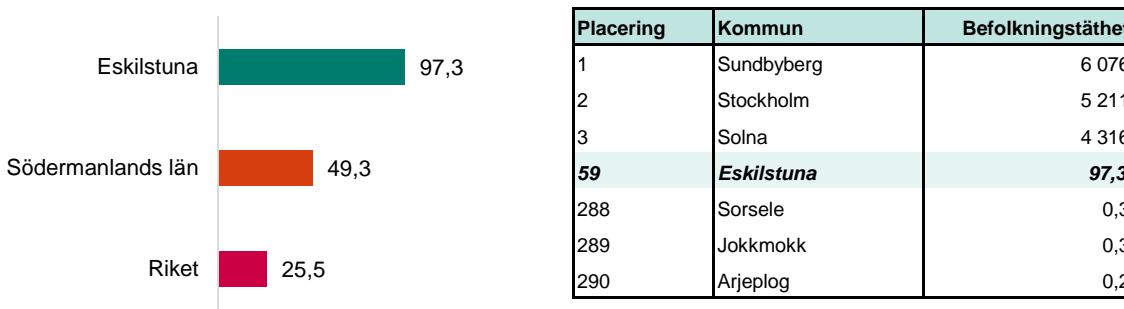 Eskilstuna 97,3
Södermanlands län 49,3
Riket 25,5
Placering Kommun Befolkningstäthet
1 Sundbyberg 6 076
2 Stockholm 5 211
3 Solna 4 316
59 Eskilstuna 97,3
288 Sorsele 0,3
289 Jokkmokk 0,3
290 Arjeplog 0,2